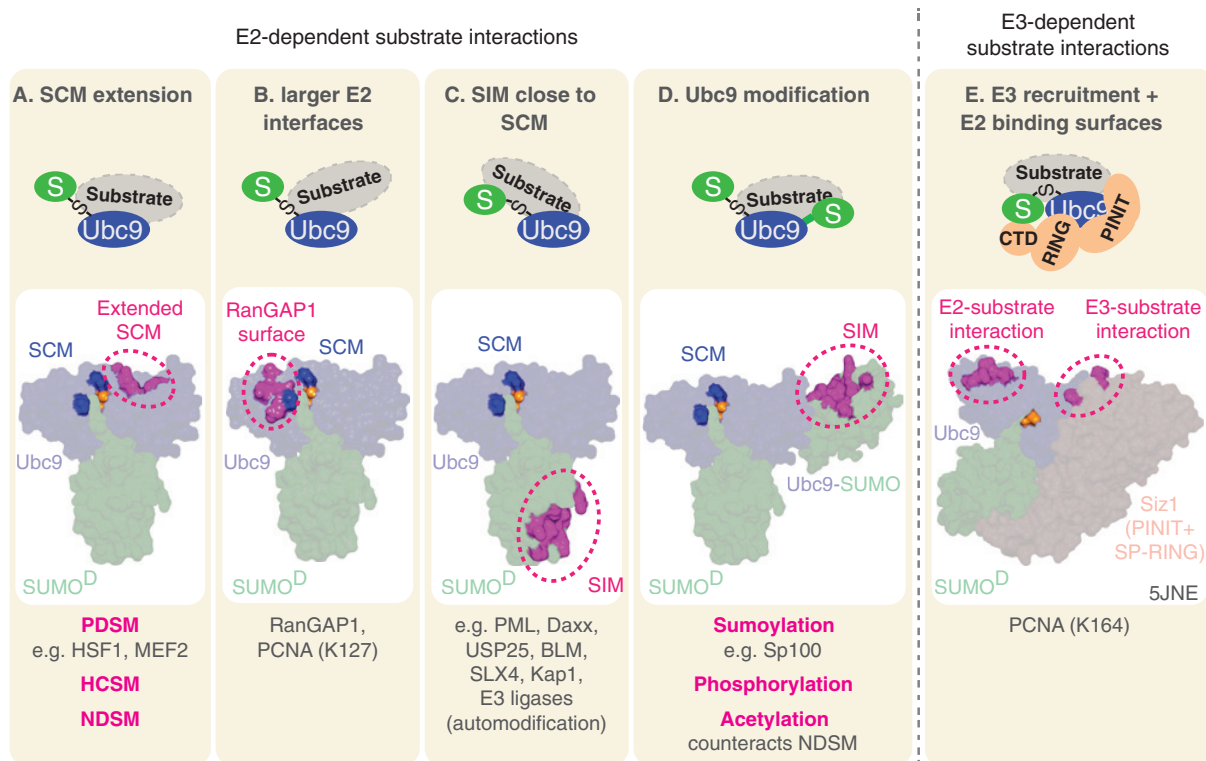 E2-dependent substrate interactions
E3-dependent
substrate interactions
A. SCM extension
S
S
Substrate
Ubc9
Extended
SCM
SCM
Ubc9
SUMOD
PDSM
e.g. HSF1, MEF2
HCSM
NDSM
B. larger E2
interfaces
S
S
Substrate
Ubc9
RanGAP1
surface
SCM
Ubc9
SUMOD
RanGAP1,
PCNA (K127)
C. SIM close to
SCM
Substrate
S
S
Ubc9
SCM
Ubc9
SUMOD
SIM
e.g. PML, Daxx,
USP25, BLM,
SLX4, Kap1,
E3 ligases
(automodification)
D. Ubc9 modification
S
S
Substrate
S
Ubc9
SIM
SCM
Ubc9-SUMO
SUMOD
Sumoylation
e.g. Sp100
Phosphorylation
Acetylation
counteracts NDSM
E. E3 recruitment +
E2 binding surfaces
Substrate
S
S
Ubc9
PINIT
CTD
RING
E2-substrate
interaction
E3-substrate
interaction
Ubc9
Siz1
(PINIT+
SP-RING)
SUMOD
5JNE
PCNA (K164)